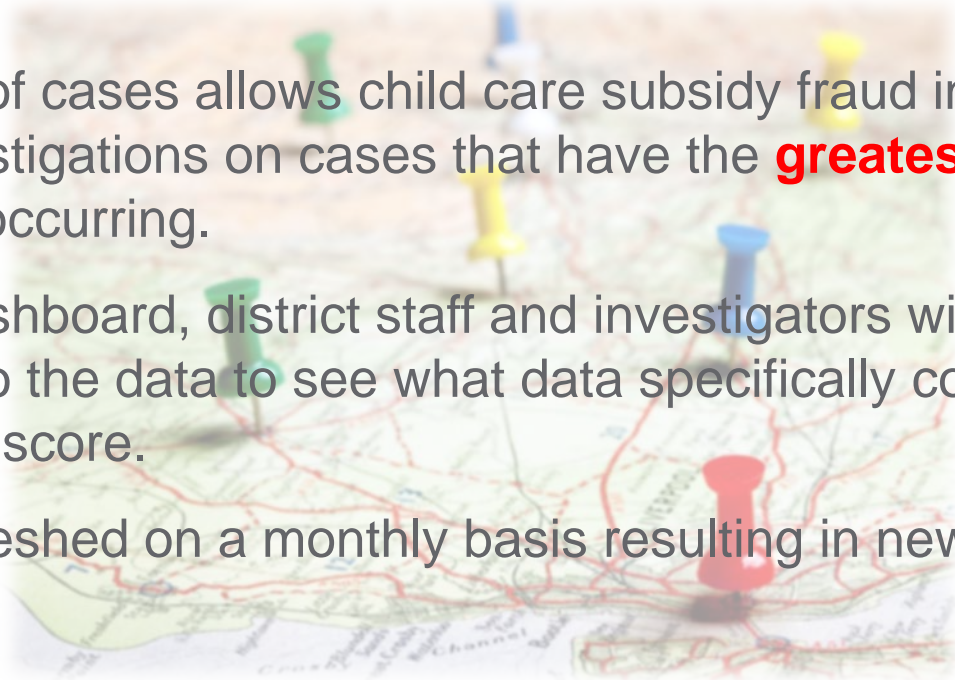 of cases allows child care subsidy fraud in
stigations on cases that have the greates
occurring.
shboard, district staff and investigators wi
o the data to see what data specifically co
score.
eshed on a monthly basis resulting in new
VERPOO
Channel